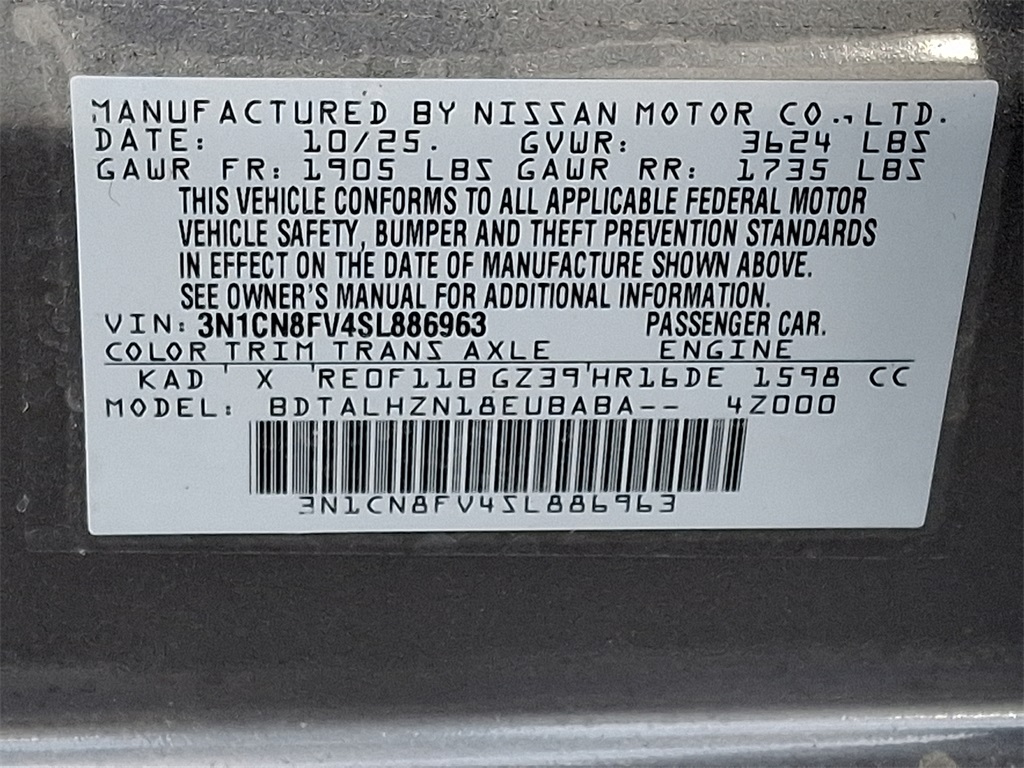 MANUFACTURED BY NISSAN MOTOR CO., LTD.
DATE: 10/25. GVWR: 3624 LBS
GAWR FR: 1905 LBS GAWR RR: 1735 LBS
THIS VEHICLE CONFORMS TO ALL APPLICABLE FEDERAL MOTOR
VEHICLE SAFETY, BUMPER AND THEFT PREVENTION STANDARDS
IN EFFECT ON THE DATE OF MANUFACTURE SHOWN ABOVE.
SEE OWNER'S MANUAL FOR ADDITIONAL INFORMATION.
VIN: 3N1CN8FV4SL886963 PASSENGER CAR.
COLOR TRIM TRANS AXLE ENGINE
KAD X RE0F11B GZ39 HR16DE 1598 CC
MODEL: BDTALHZN18EUBABA-- 4Z000
3N1CN8FV4SL886963